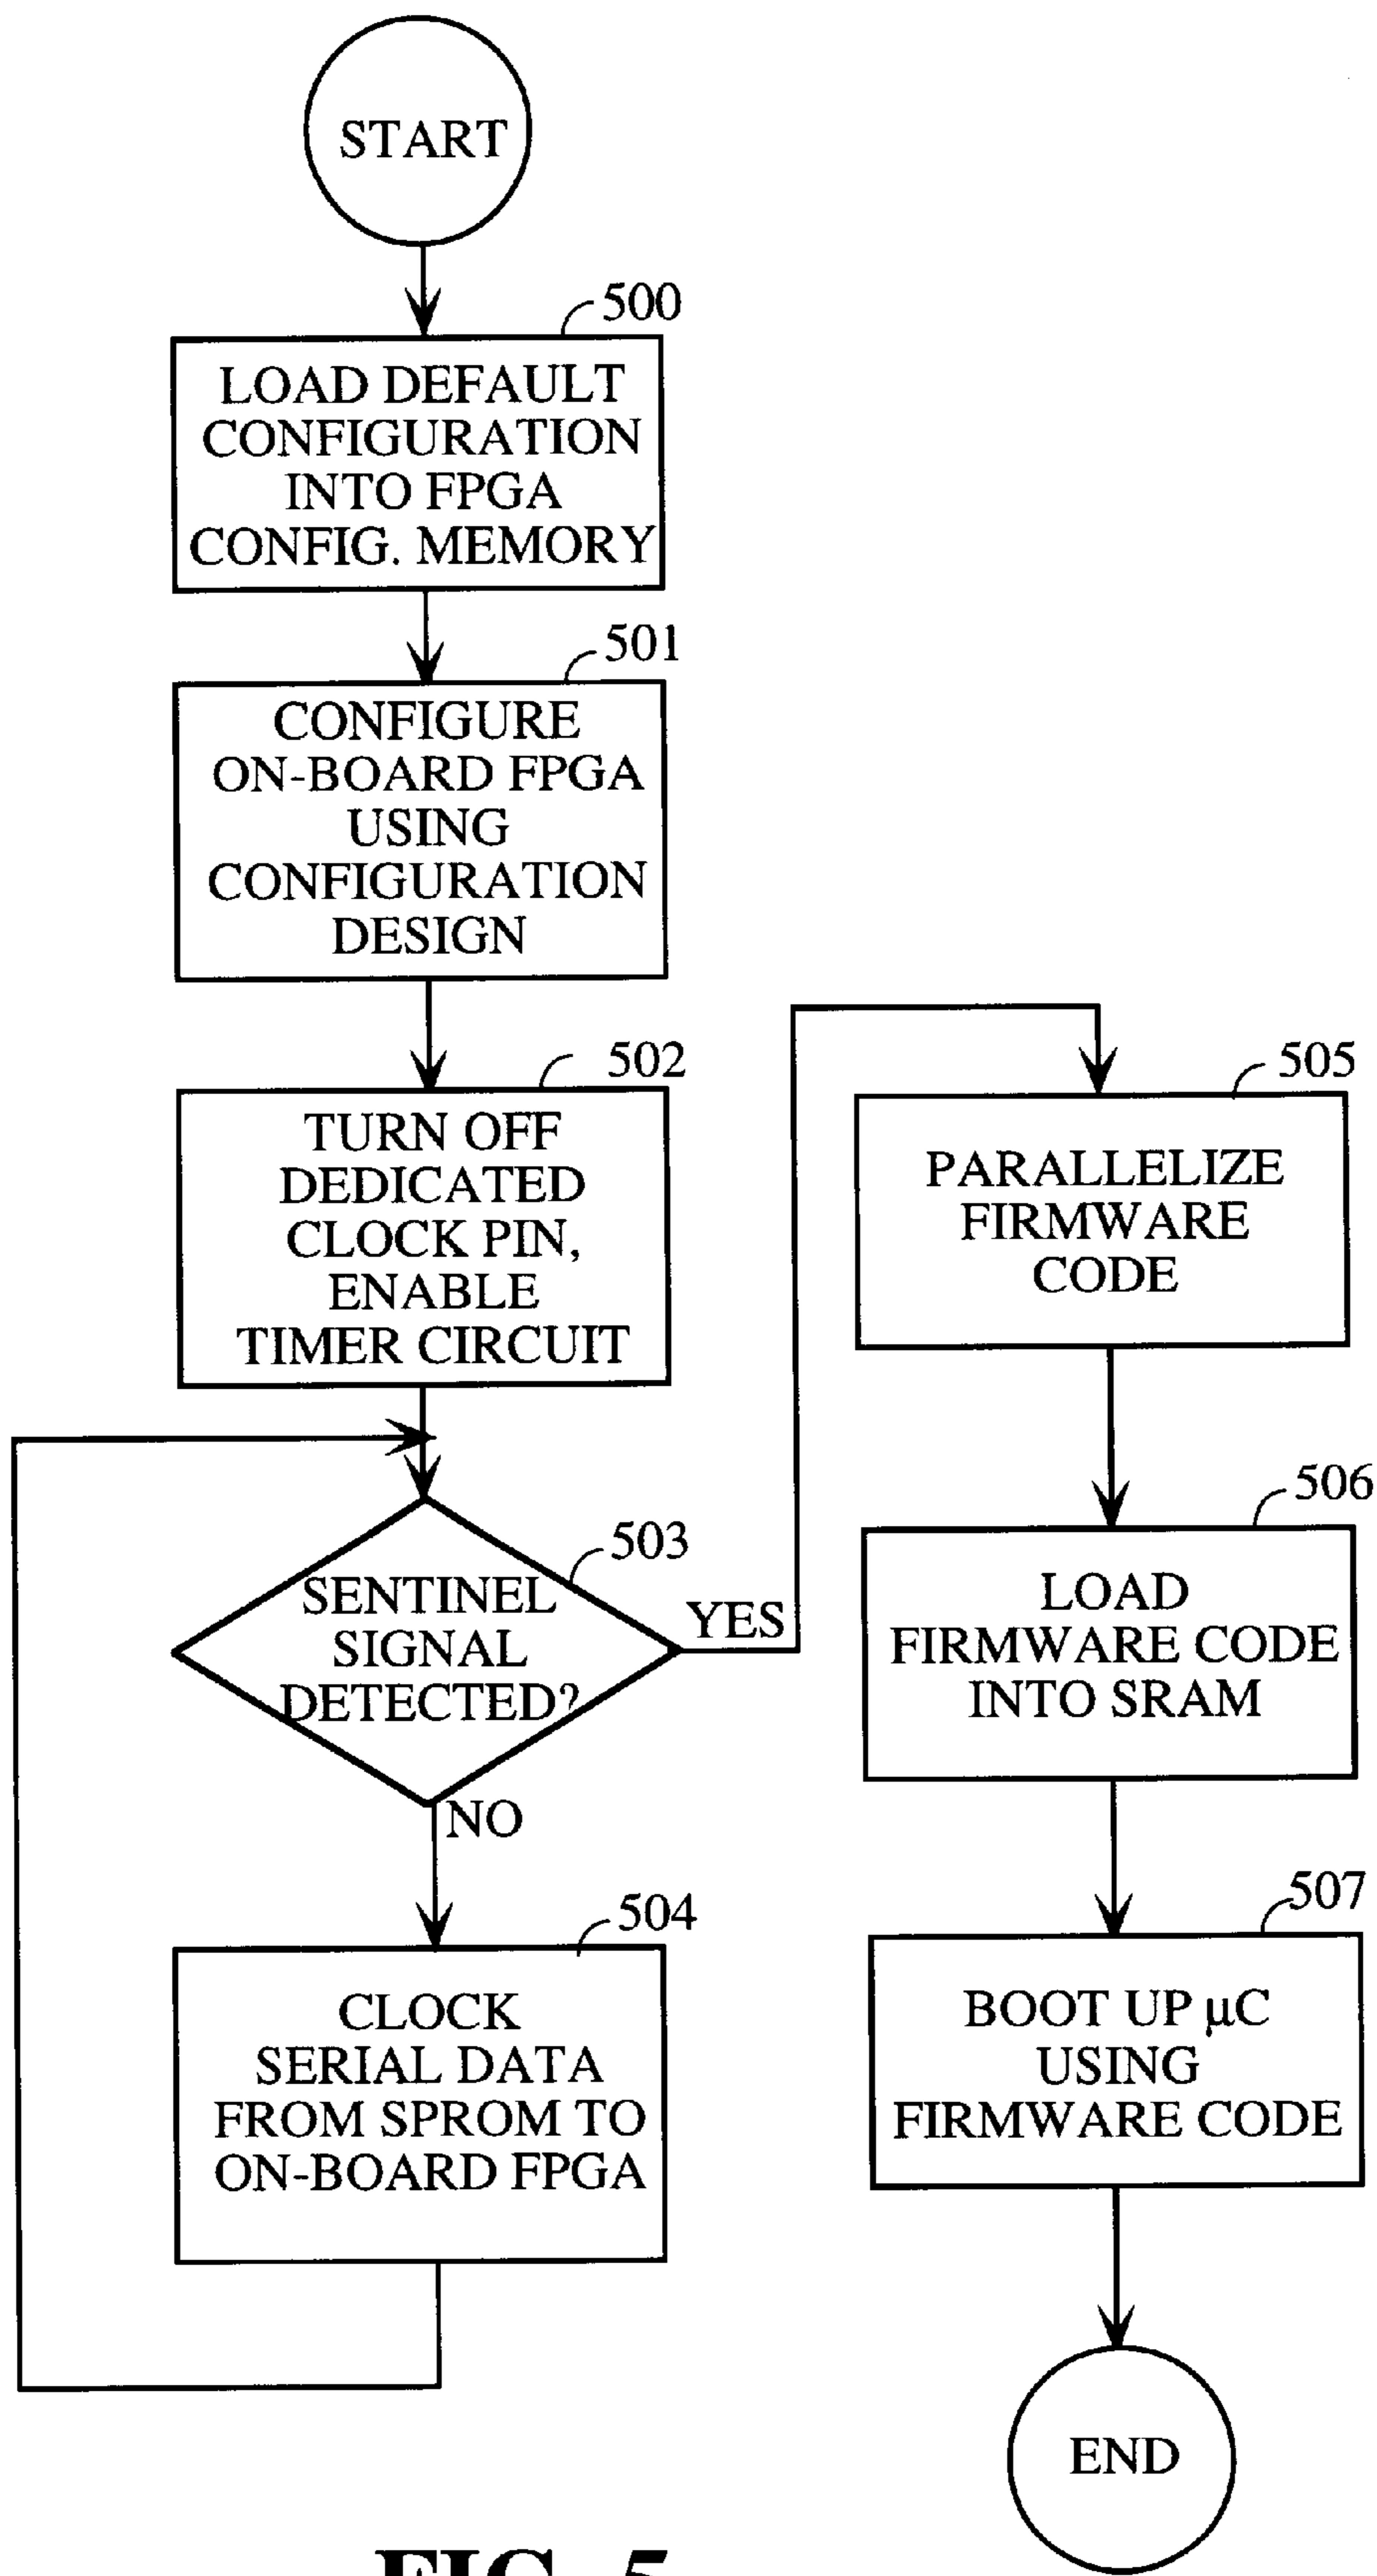 START
500
LOAD DEFAULT
CONFIGURATION
INTO FPGA
CONFIG. MEMORY
501
CONFIGURE
ON-BOARD FPGA
USING
CONFIGURATION
DESIGN
502
TURN OFF
DEDICATED
CLOCK PIN,
ENABLE
TIMER CIRCUIT
503
SENTINEL
SIGNAL
DETECTED?
YES
NO
504
CLOCK
SERIAL DATA
FROM SPROM TO
ON-BOARD FPGA
505
PARALLELIZE
FIRMWARE
CODE
506
LOAD
FIRMWARE CODE
INTO SRAM
507
BOOT UP µC
USING
FIRMWARE CODE
END
FIG. 5